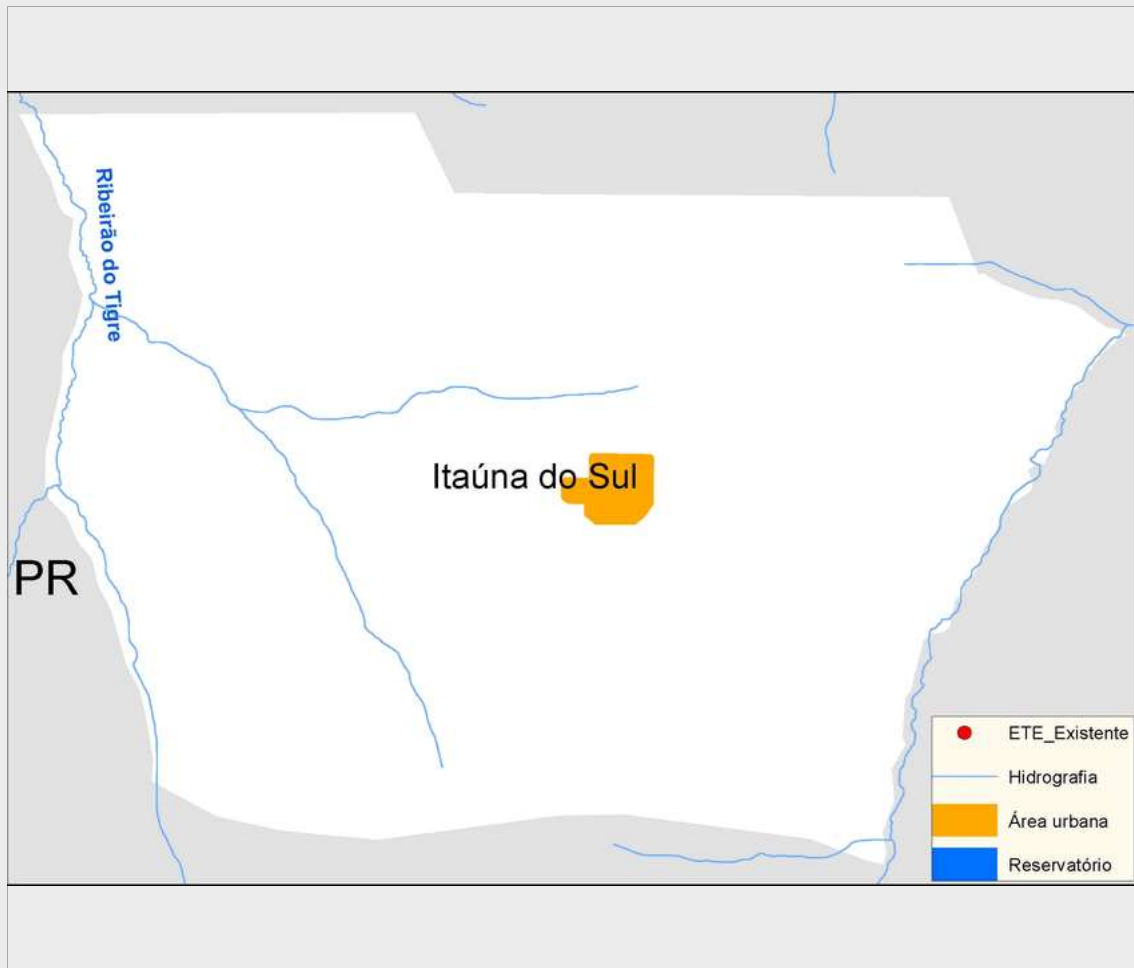 Ribeirão do Tigre
Itaúna do Sul
PR
ETE_Existente
Hidrografia
Área urbana
Reservatório